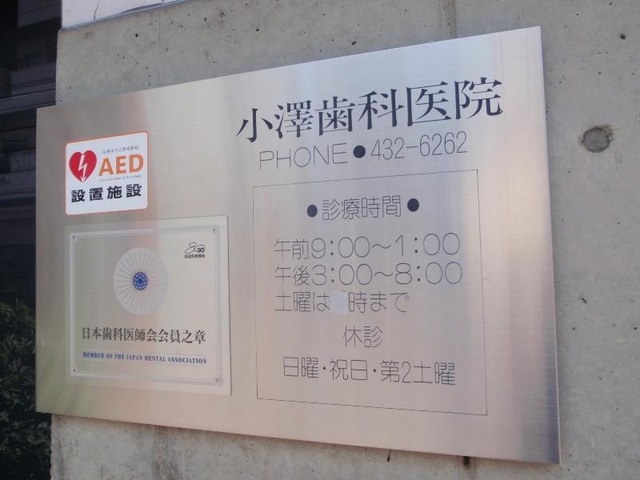 小澤歯科医院
PHONE●432-6262
AED
設置施設
●診療時間●
午前9:00～1:00
午後3:00～8:00
土曜は 時まで
休診
日曜・祝日・第2土曜
8020
日本歯科医師会会員之章
MEMBER OF THE JAPAN DENTAL ASSOCIATION